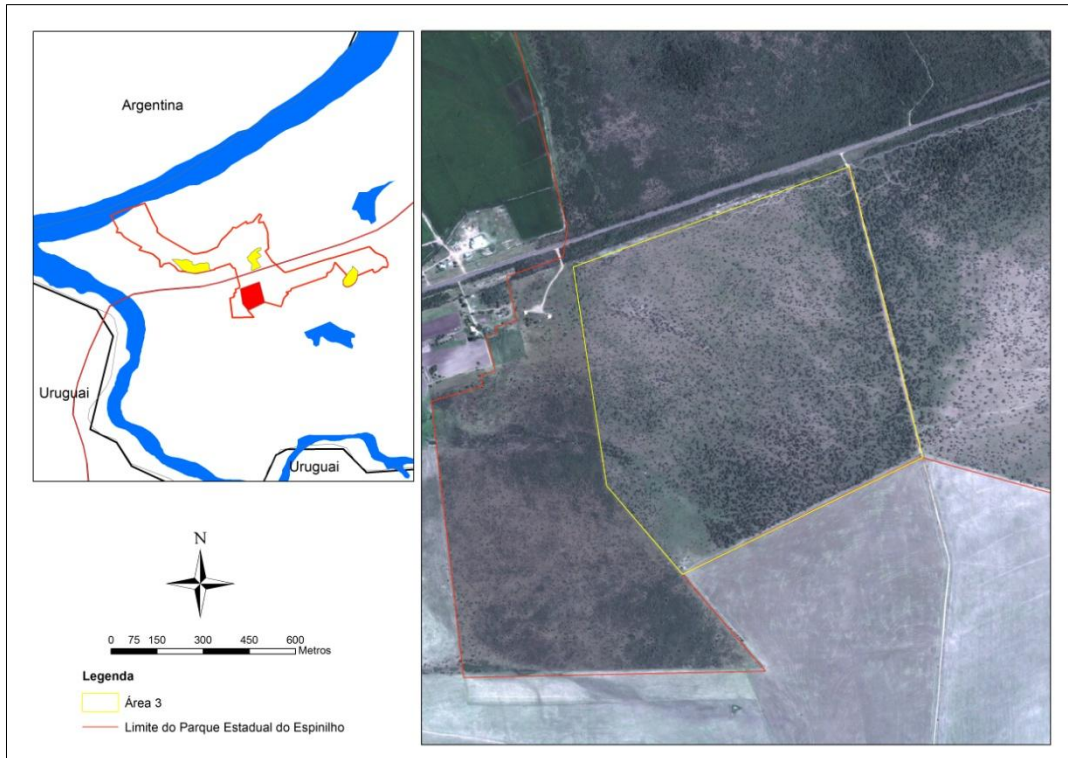 Argentina
Uruguai
Uruguai
N
0 75 150 300 450 600
Metros
Legenda
Área 3
Limite do Parque Estadual do Espinilho